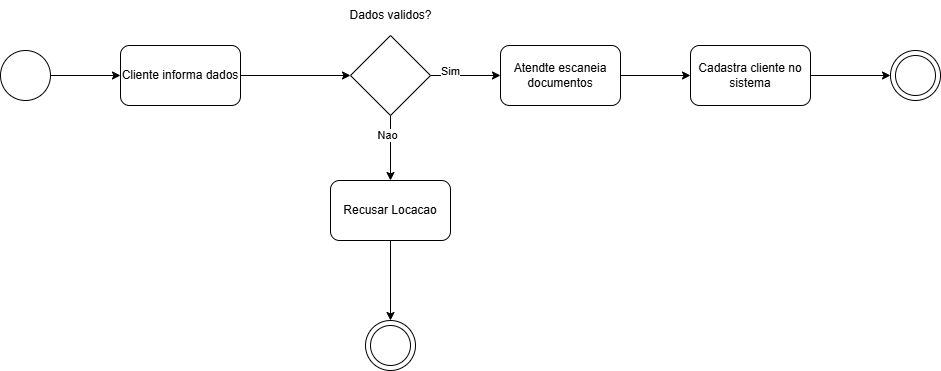 Dados validos?
Cliente informa dados
Sim
Atendte escaneia
documentos
Cadastra cliente no
sistema
Nao
Recusar Locacao